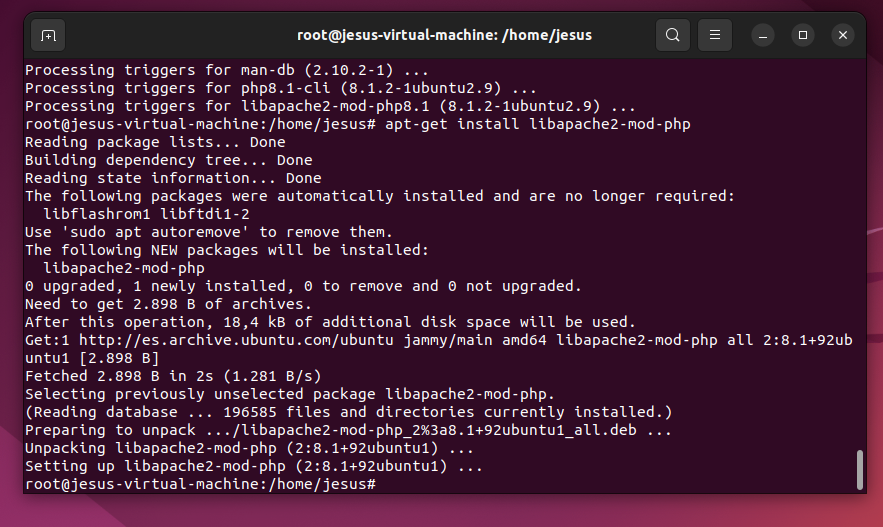 root@jesus-virtual-machine: /home/jesus
Processing triggers for man-db (2.10.2-1) ...
Processing triggers for php8.1-cli (8.1.2-1ubuntu2.9) ...
Processing triggers for libapache2-mod-php8.1 (8.1.2-1ubuntu2.9) ...
root@jesus-virtual-machine:/home/jesus# apt-get install libapache2-mod-php
Reading package lists... Done
Building dependency tree... Done
Reading state information... Done
The following packages were automatically installed and are no longer required:
  libflashrom1 libftdi1-2
Use 'sudo apt autoremove' to remove them.
The following NEW packages will be installed:
  libapache2-mod-php
0 upgraded, 1 newly installed, 0 to remove and 0 not upgraded.
Need to get 2.898 B of archives.
After this operation, 18,4 kB of additional disk space will be used.
Get:1 http://es.archive.ubuntu.com/ubuntu jammy/main amd64 libapache2-mod-php all 2:8.1+92ub
untu1 [2.898 B]
Fetched 2.898 B in 2s (1.281 B/s)
Selecting previously unselected package libapache2-mod-php.
(Reading database ... 196585 files and directories currently installed.)
Preparing to unpack .../libapache2-mod-php_2%3a8.1+92ubuntu1_all.deb ...
Unpacking libapache2-mod-php (2:8.1+92ubuntu1) ...
Setting up libapache2-mod-php (2:8.1+92ubuntu1) ...
root@jesus-virtual-machine:/home/jesus#